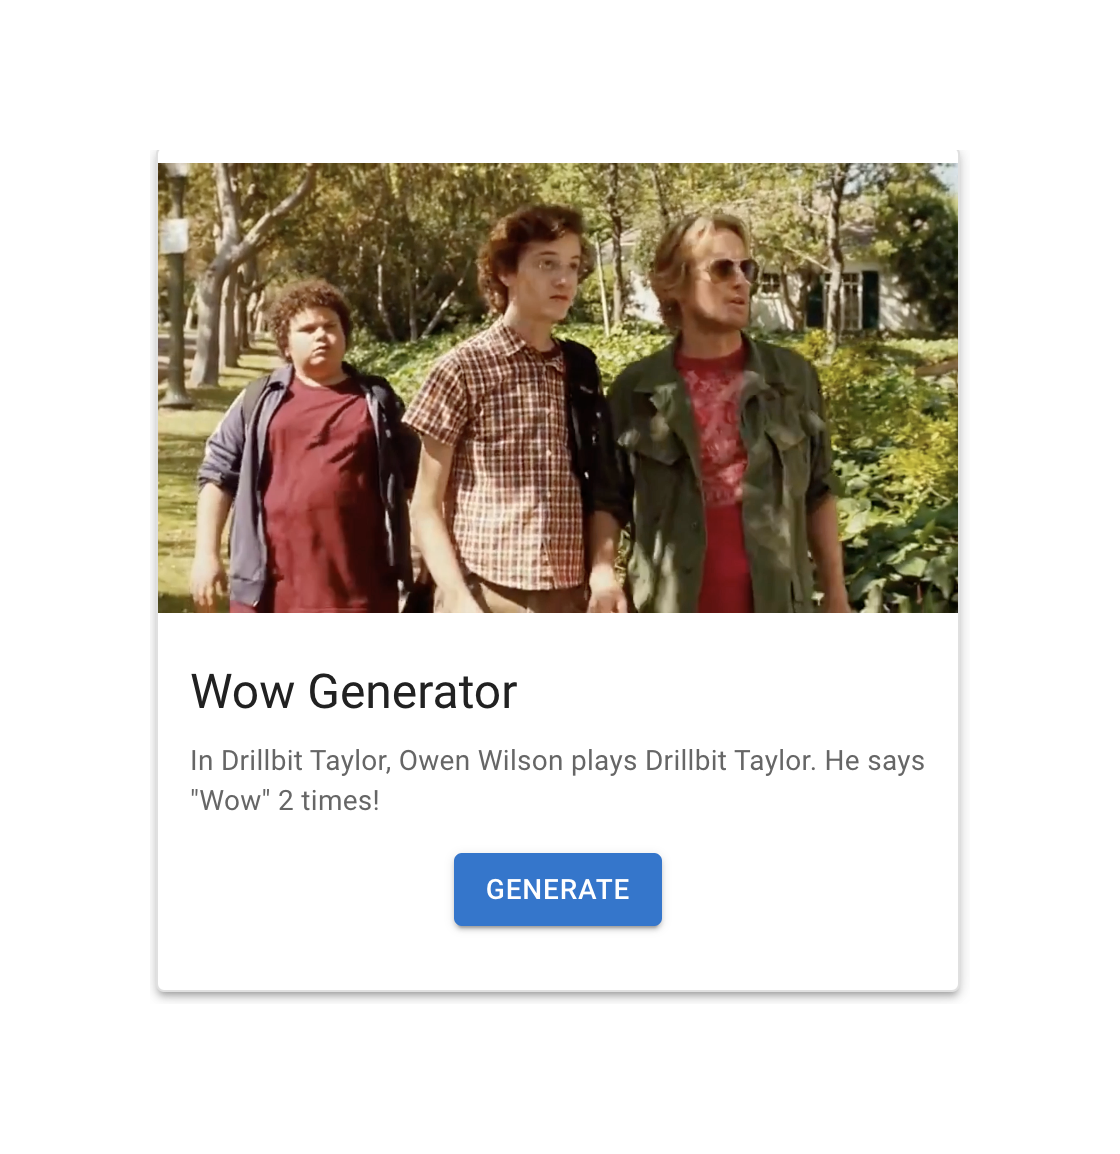 Wow Generator
In Drillbit Taylor, Owen Wilson plays Drillbit Taylor. He says
"Wow" 2 times!
GENERATE